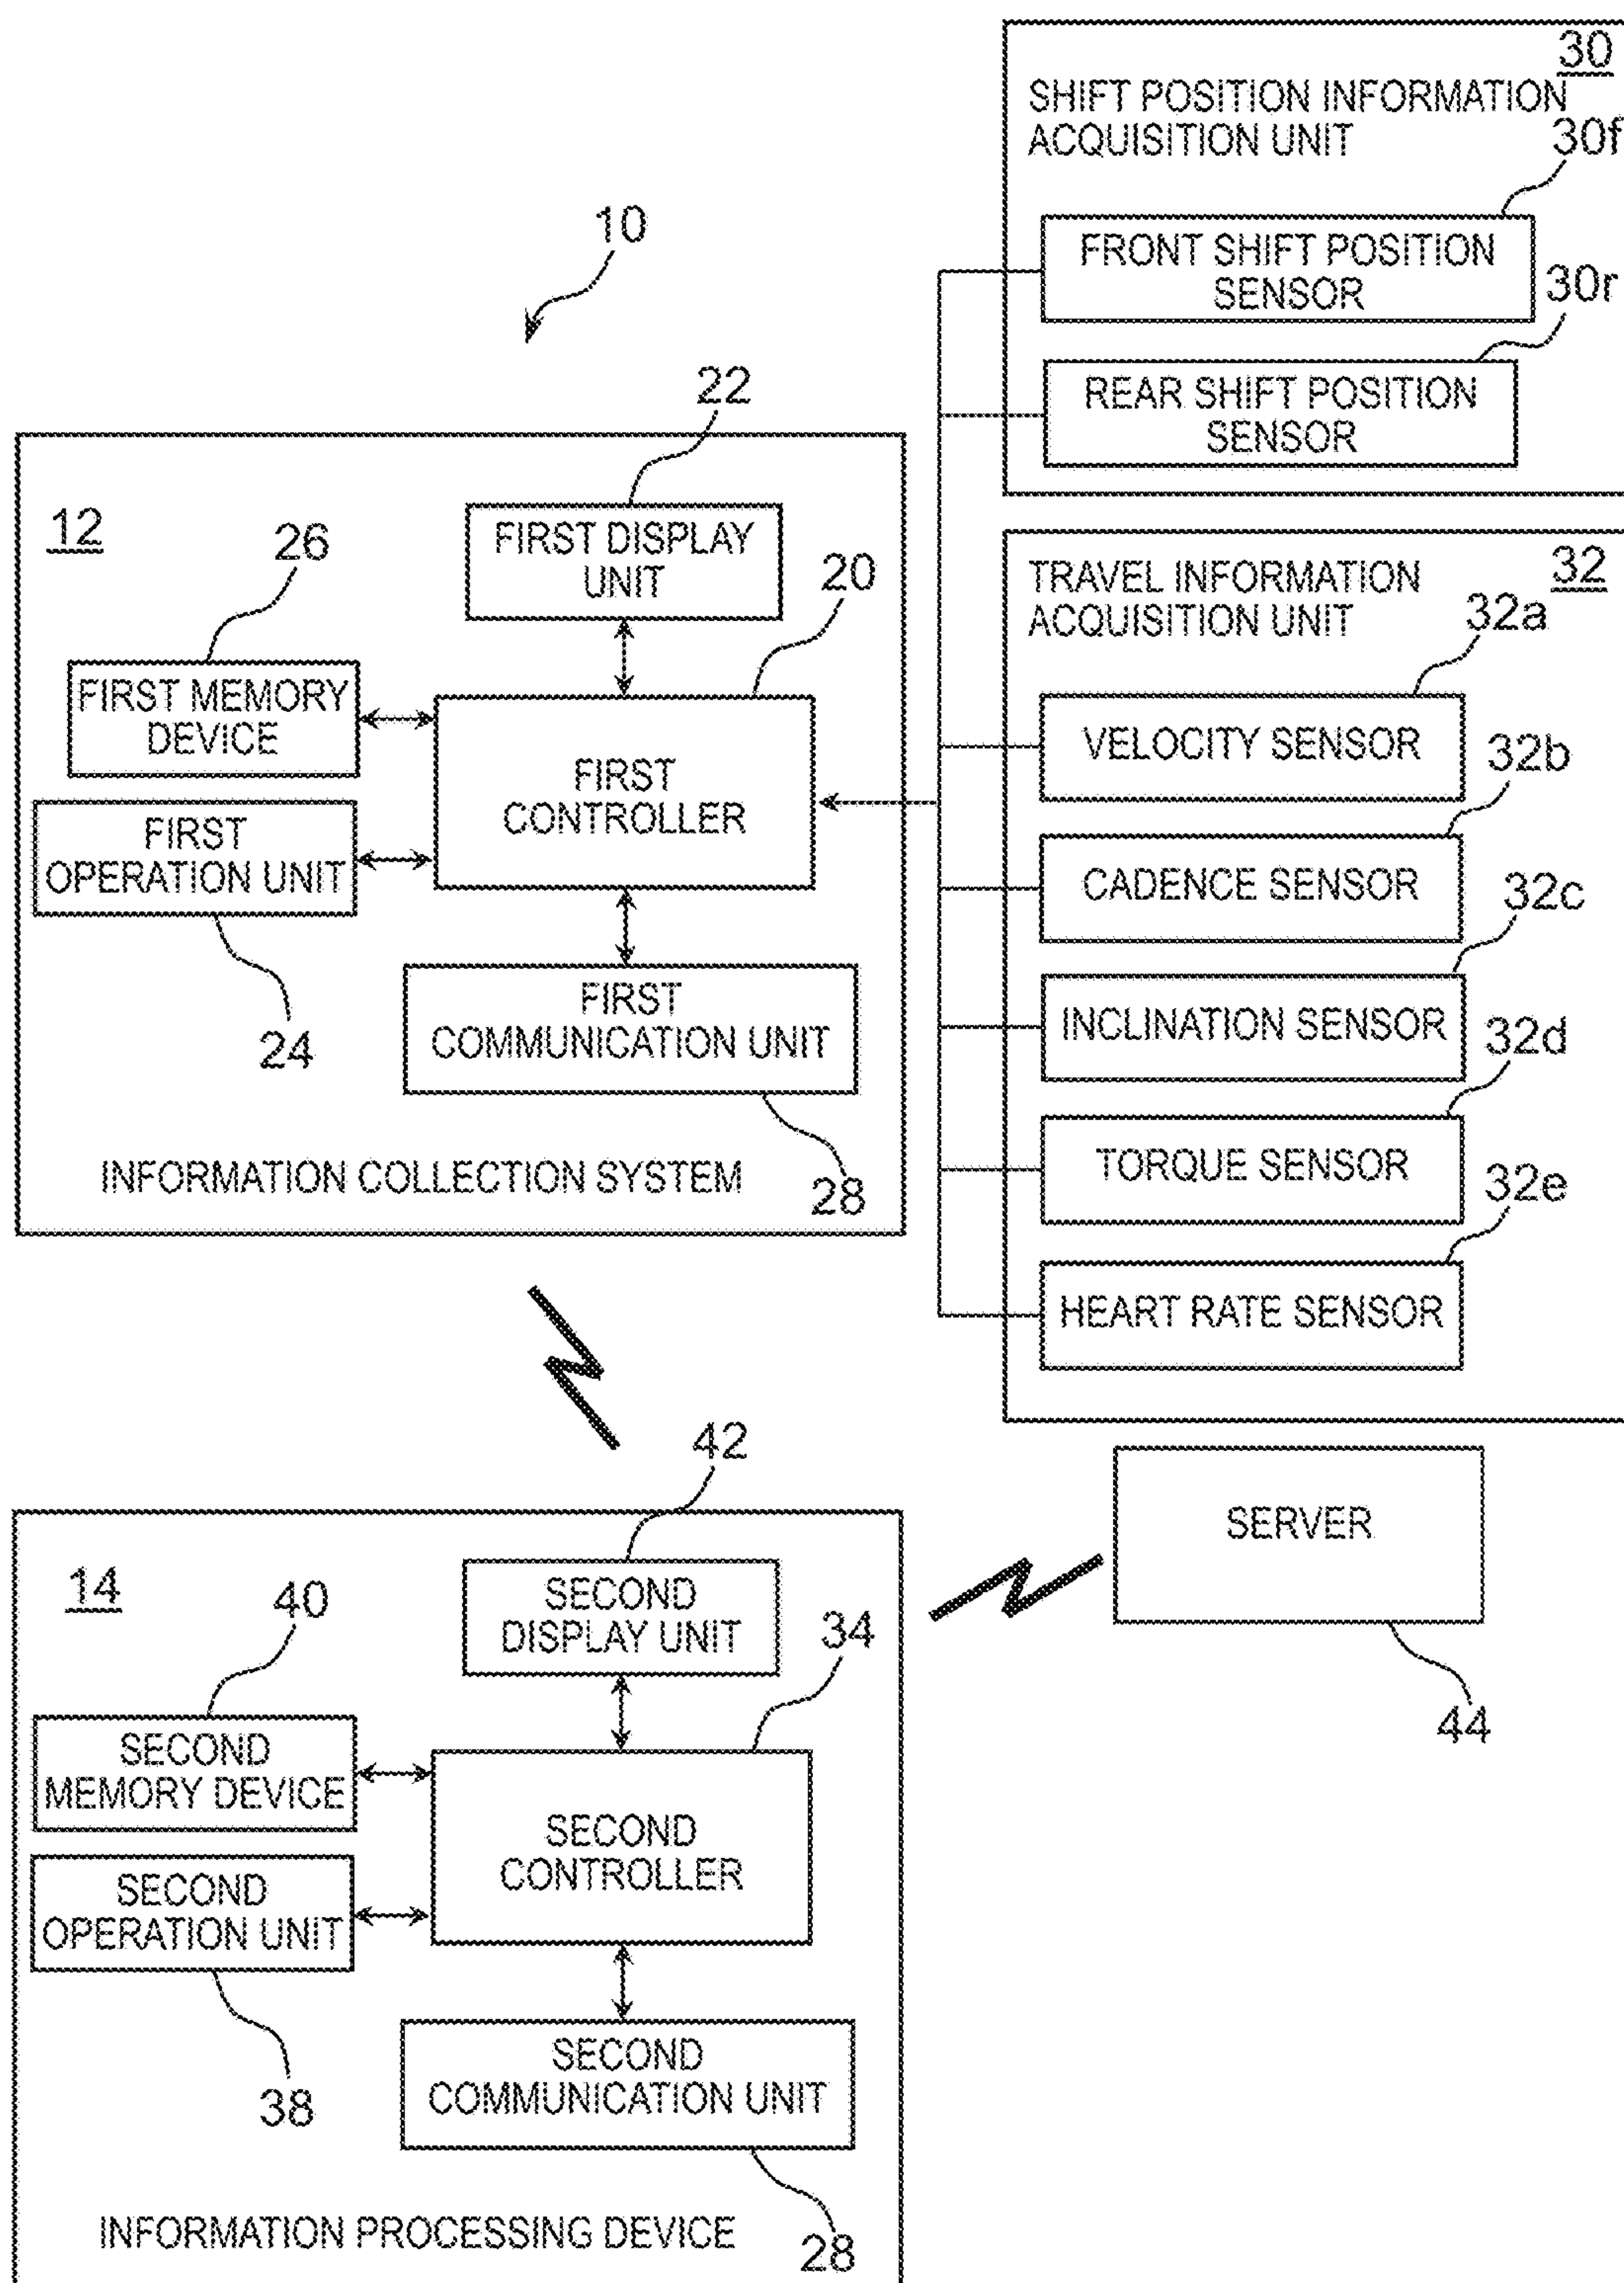 10
30
SHIFT POSITION INFORMATION
ACQUISITION UNIT
30f
FRONT SHIFT POSITION
SENSOR
30r
REAR SHIFT POSITION
SENSOR
12
22
FIRST DISPLAY
UNIT
26
FIRST MEMORY
DEVICE
20
FIRST
CONTROLLER
FIRST
OPERATION UNIT
24
FIRST
COMMUNICATION UNIT
28
INFORMATION COLLECTION SYSTEM
32
TRAVEL INFORMATION
ACQUISITION UNIT
32a
VELOCITY SENSOR
32b
CADENCE SENSOR
32c
INCLINATION SENSOR
32d
TORQUE SENSOR
32e
HEART RATE SENSOR
SERVER
44
14
42
SECOND
DISPLAY UNIT
40
SECOND
MEMORY DEVICE
34
SECOND
CONTROLLER
SECOND
OPERATION UNIT
38
SECOND
COMMUNICATION UNIT
28
INFORMATION PROCESSING DEVICE